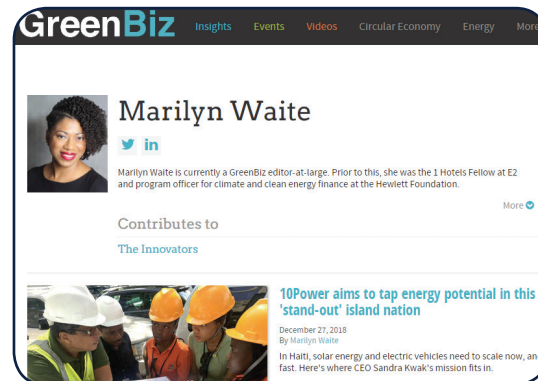 GreenBiz Insights Events Videos Circular Economy Energy More
Marilyn Waite
Marilyn Waite is currently a GreenBiz editor-at-large. Prior to this, she was the 1 Hotels Fellow at E2
and program officer for climate and clean energy finance at the Hewlett Foundation.
More
Contributes to
The Innovators
10Power aims to tap energy potential in this
'stand-out' island nation
December 27, 2018
By Marilyn Waite
In Haiti, solar energy and electric vehicles need to scale now, an
fast. Here's where CEO Sandra Kwak's mission fits in.